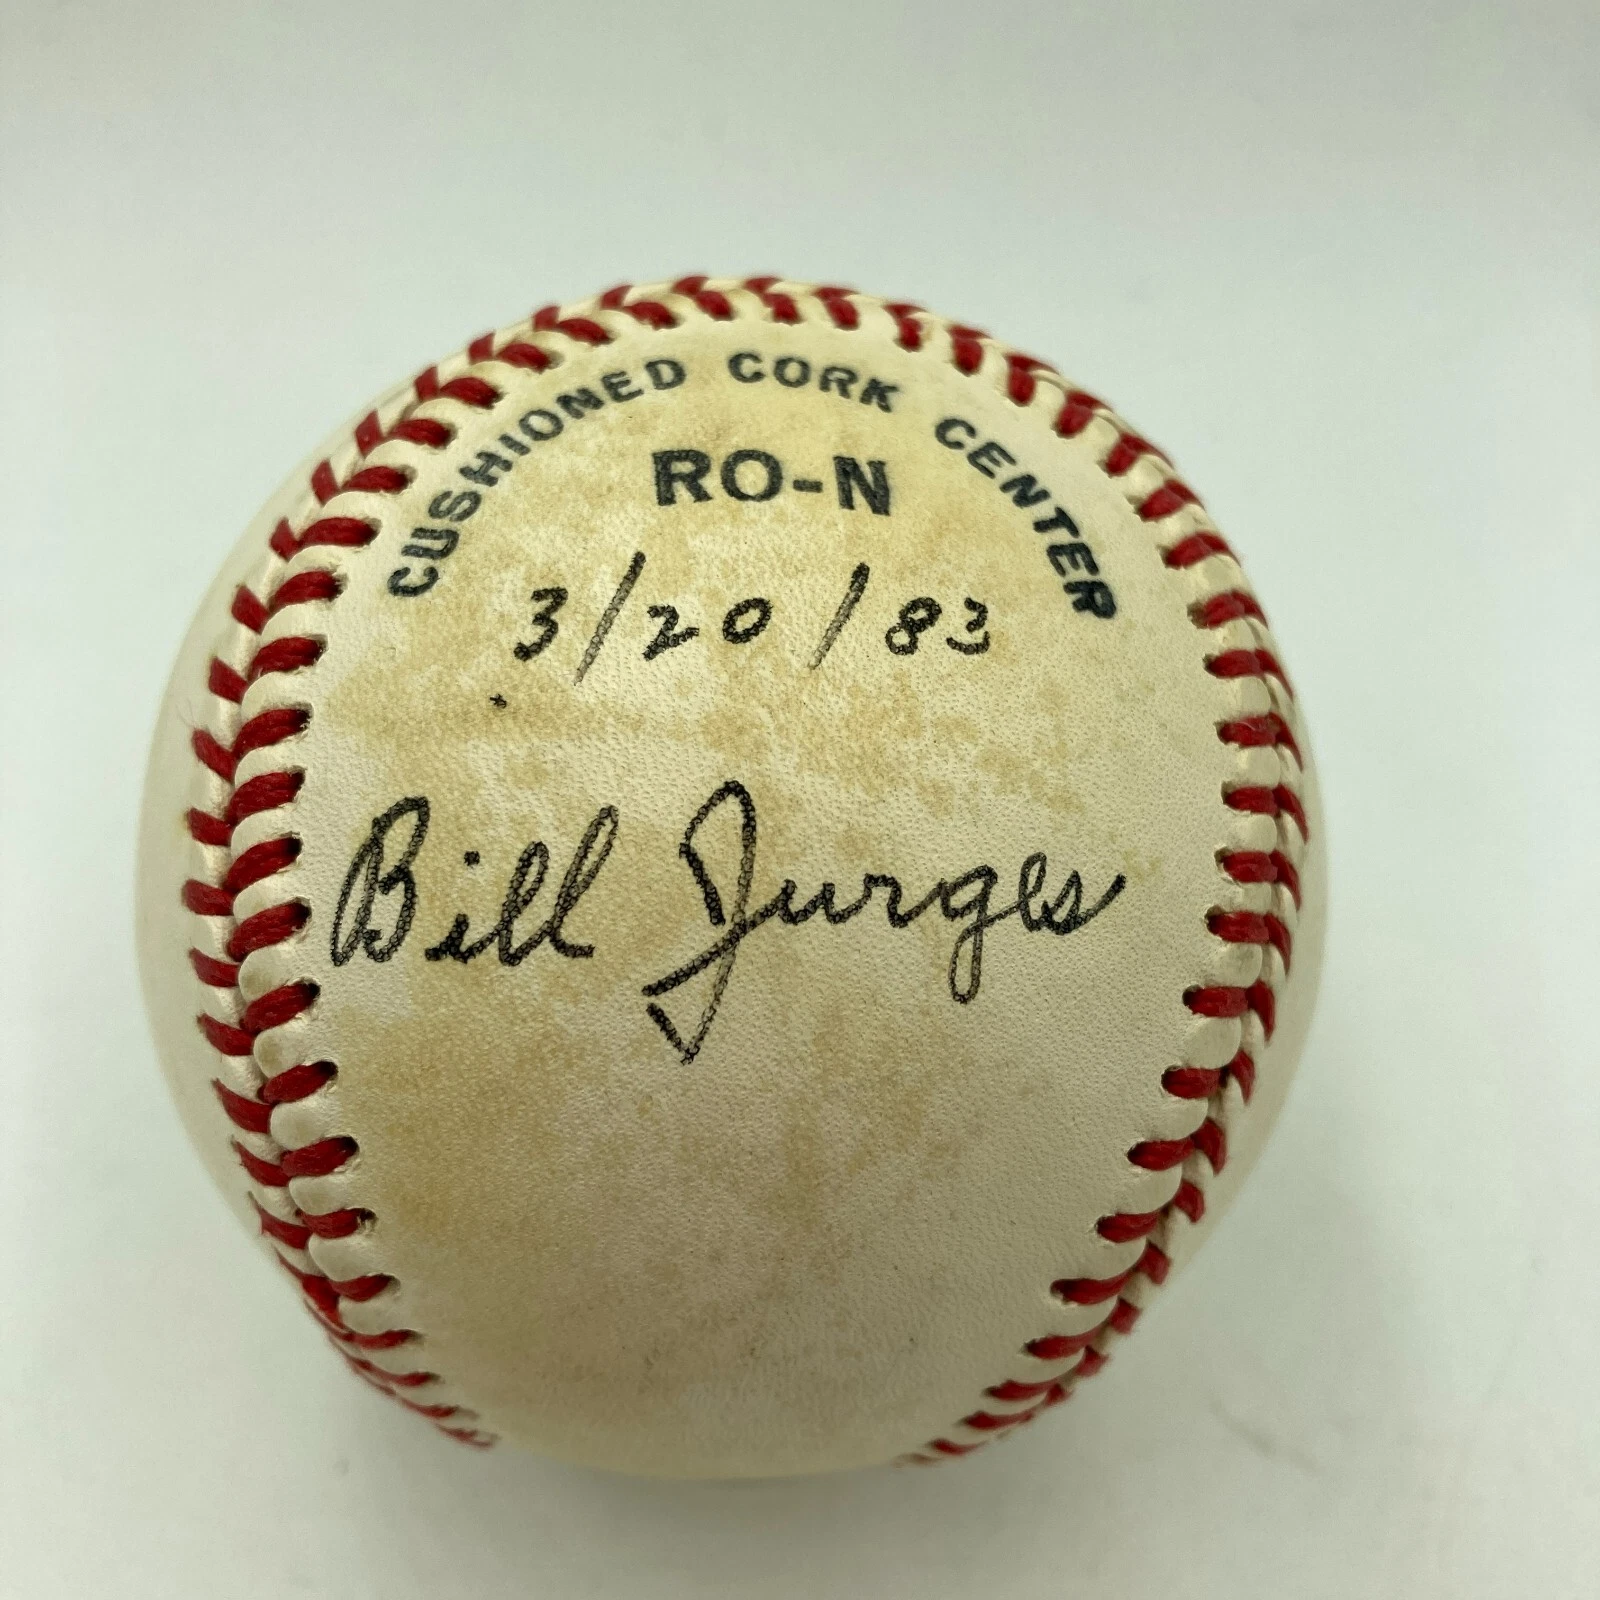 CUSHIONED CORK CENTER
RO-N
3/20/83
Bill Jurges